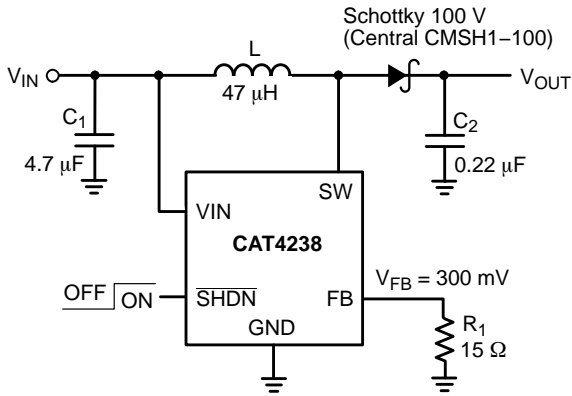 Schottky 100 V
(Central CMSH1−100)
L
VIN
VOUT
47 μH
C1
C2
4.7 μF
0.22 μF
SW
VIN
CAT4238
VFB = 300 mV
OFF ON
SHDN
FB
GND
R1
15 Ω